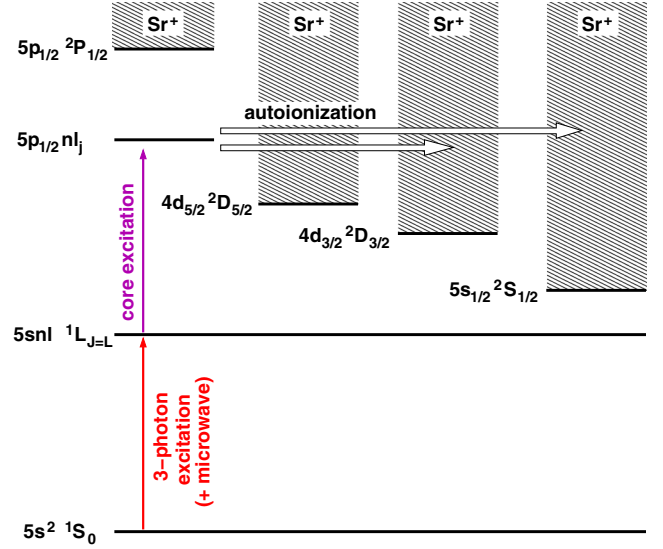 Sr⁺ Sr⁺ Sr⁺ Sr⁺
5p₁/₂ ²P₁/₂
autoionization
5p₁/₂ nlⱼ
4d₅/₂ ²D₅/₂
4d₃/₂ ²D₃/₂
core excitation
5s₁/₂ ²S₁/₂
5snl ¹L_J=L
3−photon
excitation
(+ microwave)
5s² ¹S₀